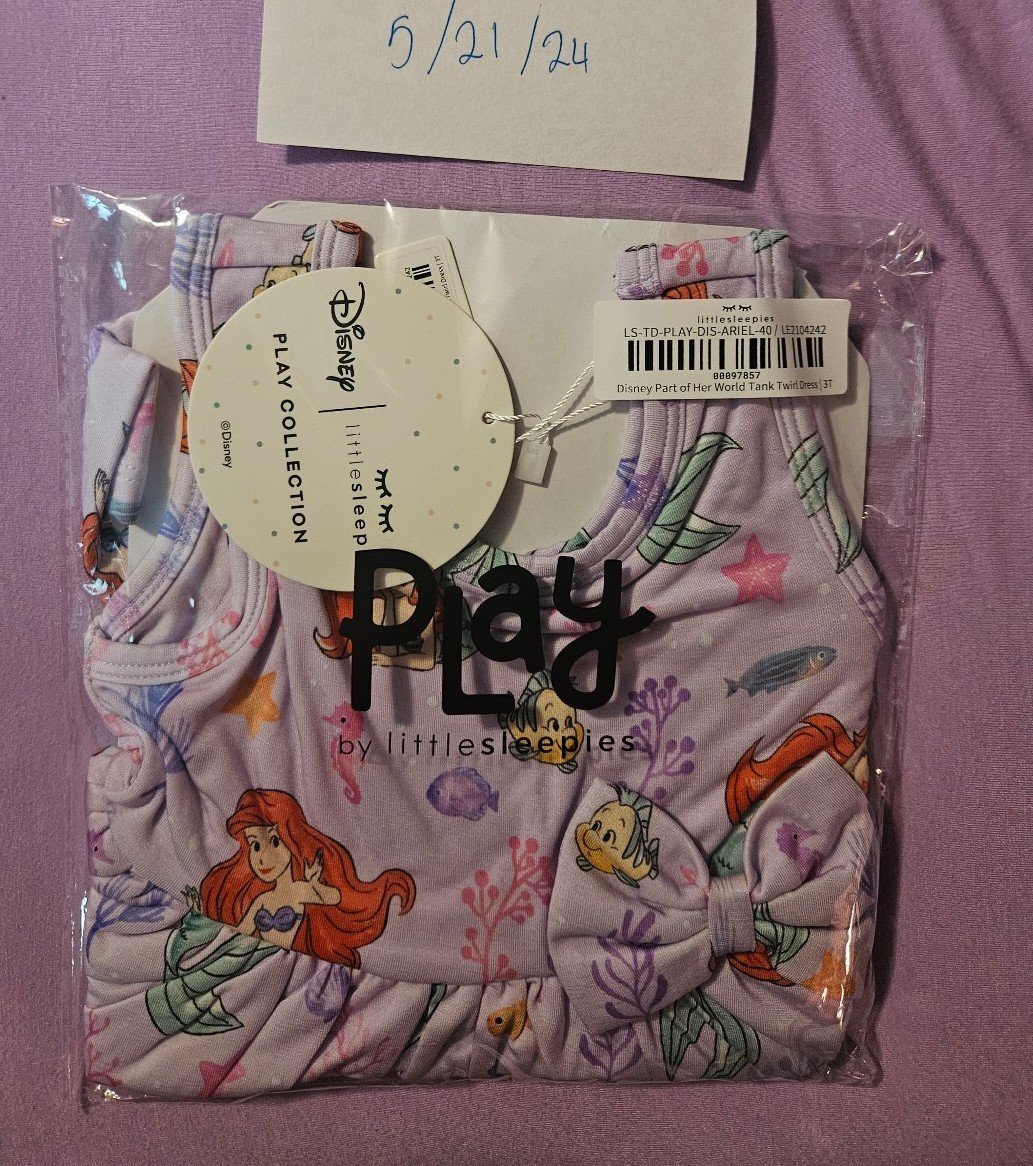 5/21/24
littlesleepies
LS-TD-PLAY-DIS-ARIEL-40 / LE2104242
00097857
Disney Part of Her World Tank Twirl Dress | 3T
Disney | littlesleep
PLAY COLLECTION
©Disney
PLay
by littlesleepies